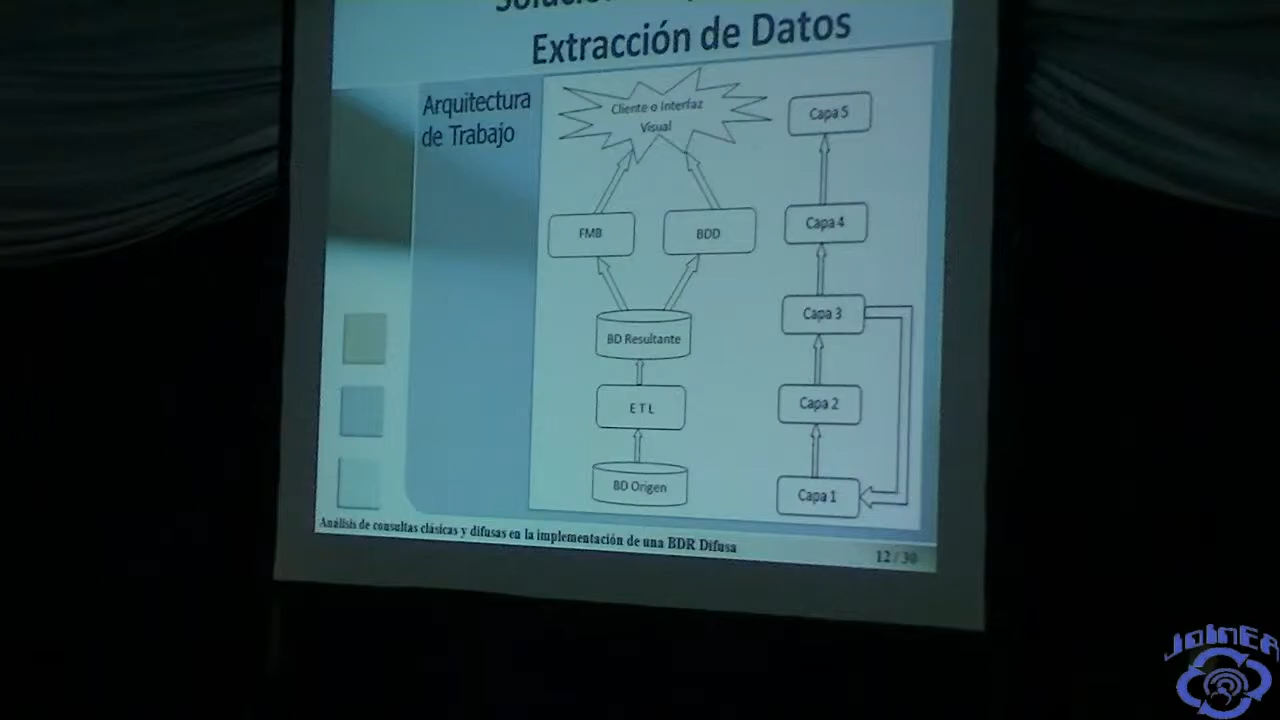 Extracción de Datos
Arquitectura
de Trabajo
Cliente o Interfaz
Visual
FMB
BDD
BD Resultante
E T L
BD Origen
Capa 5
Capa 4
Capa 3
Capa 2
Capa 1
Análisis de consultas clásicas y difusas en la implementación de una BDR Difusa
12 / 30
JoinEA